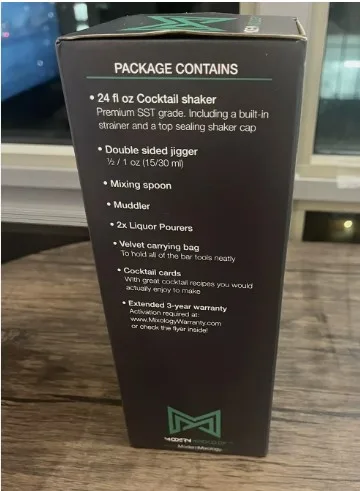 PACKAGE CONTAINS
• 24 fl oz Cocktail shaker
Premium SST grade. Including a built-in
strainer and a top sealing shaker cap
• Double sided jigger
½ / 1 oz (15/30 ml)
• Mixing spoon
• Muddler
• 2x Liquor Pourers
• Velvet carrying bag
To hold all of the bar tools neatly
• Cocktail cards
With great cocktail recipes you would
actually enjoy to make
• Extended 3-year warranty
Activation required at:
www.MixologyWarranty.com
or check the flyer inside!
ModernMixology